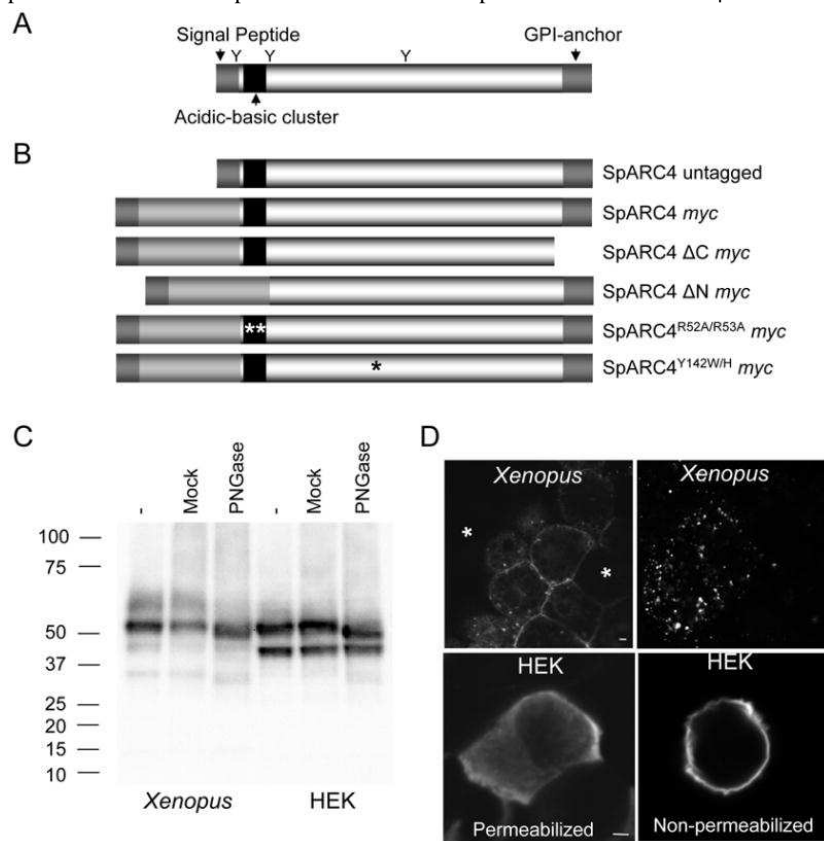 A
Signal Peptide
GPI-anchor
Y Y Y
Acidic-basic cluster
B
SpARC4 untagged
SpARC4 myc
SpARC4 ΔC myc
SpARC4 ΔN myc
** SpARC4R52A/R53A myc
* SpARC4Y142W/H myc
C
- Mock PNGase - Mock PNGase
100
75
50
37
25
20
15
10
Xenopus HEK
D
Xenopus Xenopus
* *
HEK HEK
Permeabilized Non-permeabilized